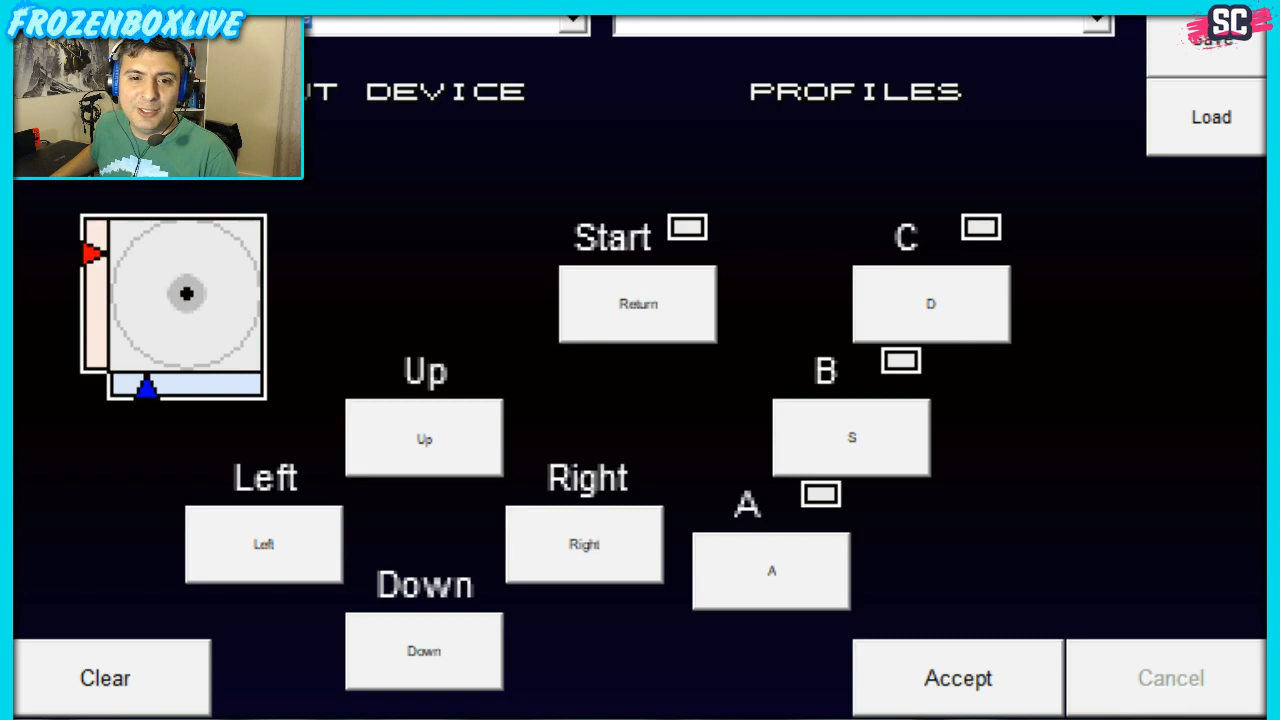 FROZENBOXLIVE
SC
Save
UT DEVICE
PROFILES
Load
Start
C
Return
D
Up
B
Up
S
Left
Right
A
Left
Right
A
Down
Down
Clear
Accept
Cancel